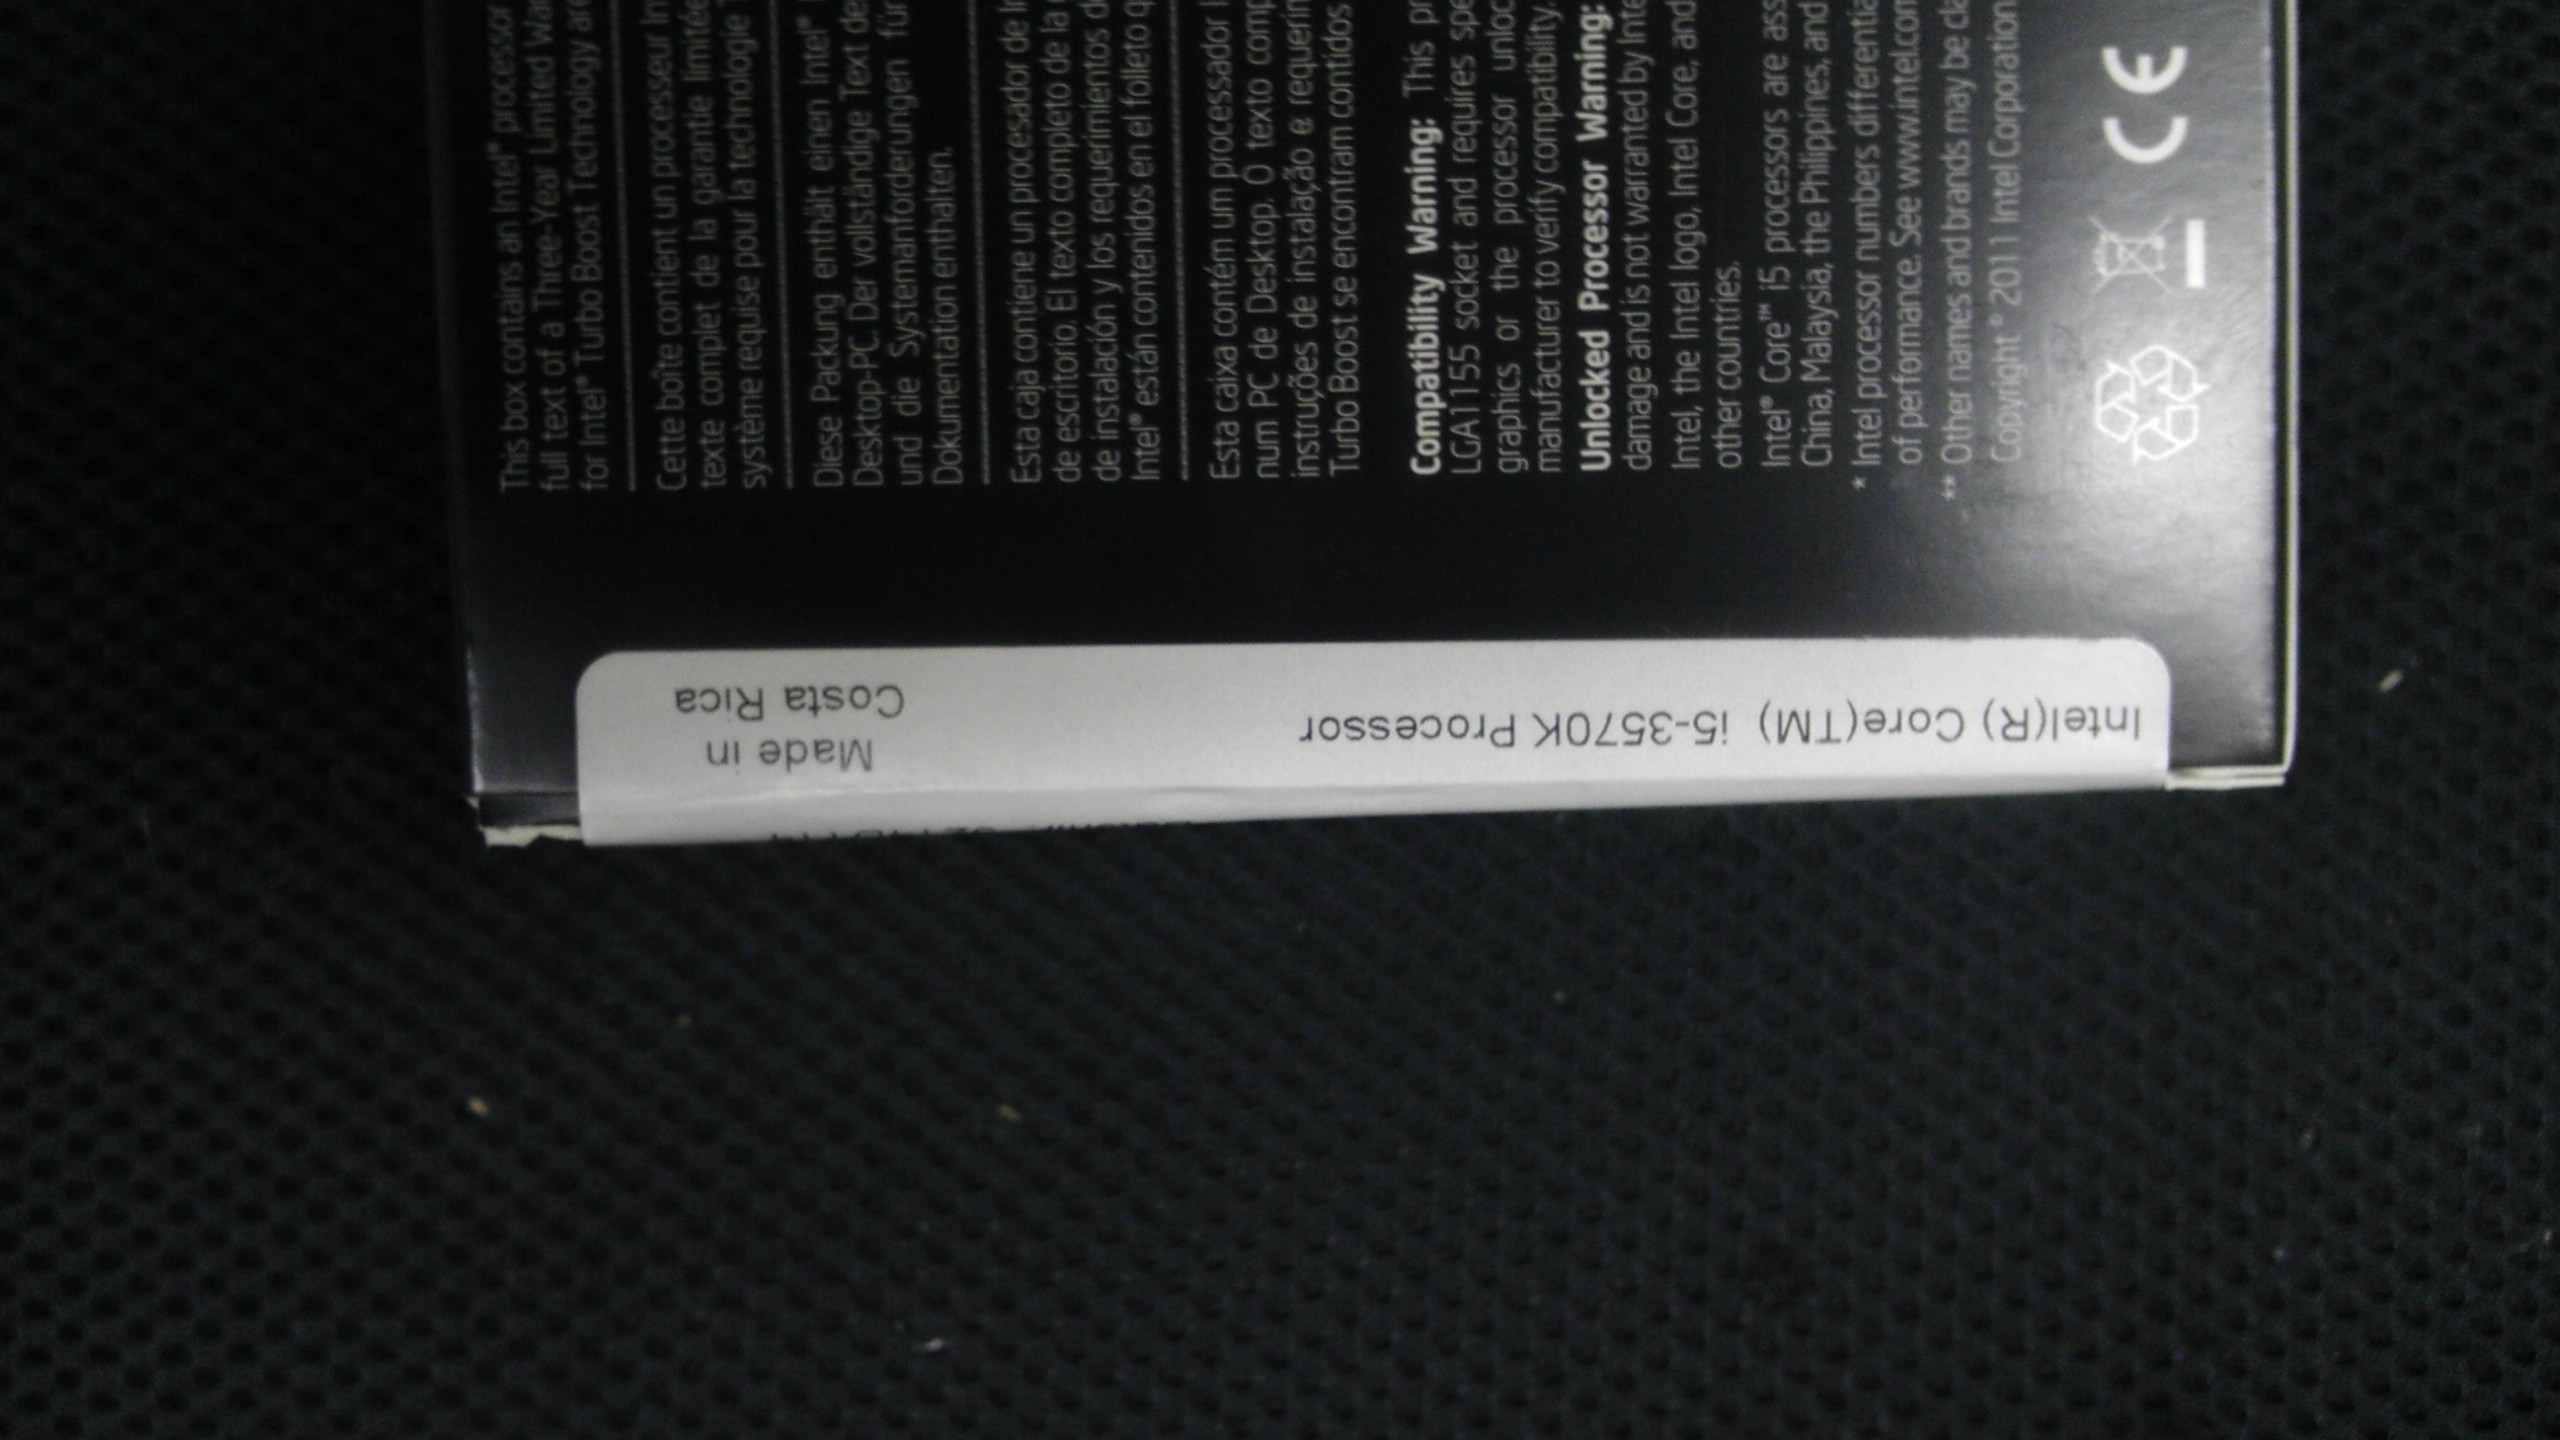 This box contains an Intel® processor
full text of a Three-Year Limited
for Intel® Turbo Boost Technology are
Cette boîte contient un processeur
texte complet de la garantie limitée
système requise pour la technologie
Diese Packung enthält einen Intel®
Desktop-PC. Der vollständige Text
und die Systemanforderungen für
Dokumentation enthalten.
Esta caja contiene un procesador de
de escritorio. El texto completo de la
de instalación y los requerimientos
Intel® están contenidos en el folleto
Esta caixa contém um processador
num PC de Desktop. O texto
instruções de instalação e
Turbo Boost se encontram contidos
Compatibility Warning: This
LGA1155 socket and requires
graphics or the processor
manufacturer to verify compatibility.
Unlocked Processor Warning:
damage and is not warranted by
Intel, the Intel logo, Intel Core, and
other countries.
Intel® Core™ i5 processors are
China, Malaysia, the Philippines, and
* Intel processor numbers
of performance. See www.intel.com
** Other names and brands may be
Copyright © 2011 Intel Corporation
CE
Intel(R) Core(TM) i5-3570K Processor
Made in
Costa Rica